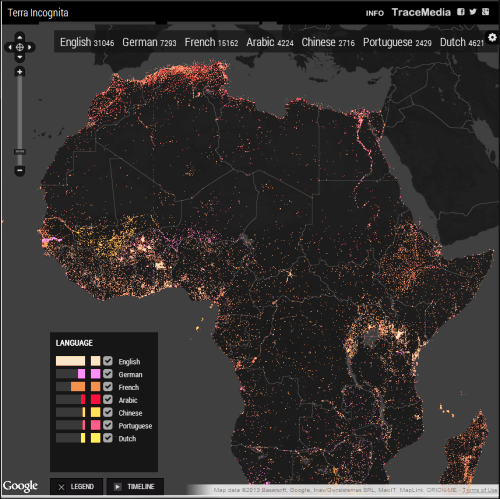 Terra Incognita
INFO TraceMedia
English 31046 German 7293 French 15162 Arabic 4224 Chinese 2716 Portuguese 2429 Dutch 4621
LANGUAGE
English
German
French
Arabic
Chinese
Portuguese
Dutch
Google
LEGEND
TIMELINE
Map data ©2013 Basarsoft, Google, Inav/Geosistemas SRL, MapIT, MapLink, ORION-ME - Terms of Use